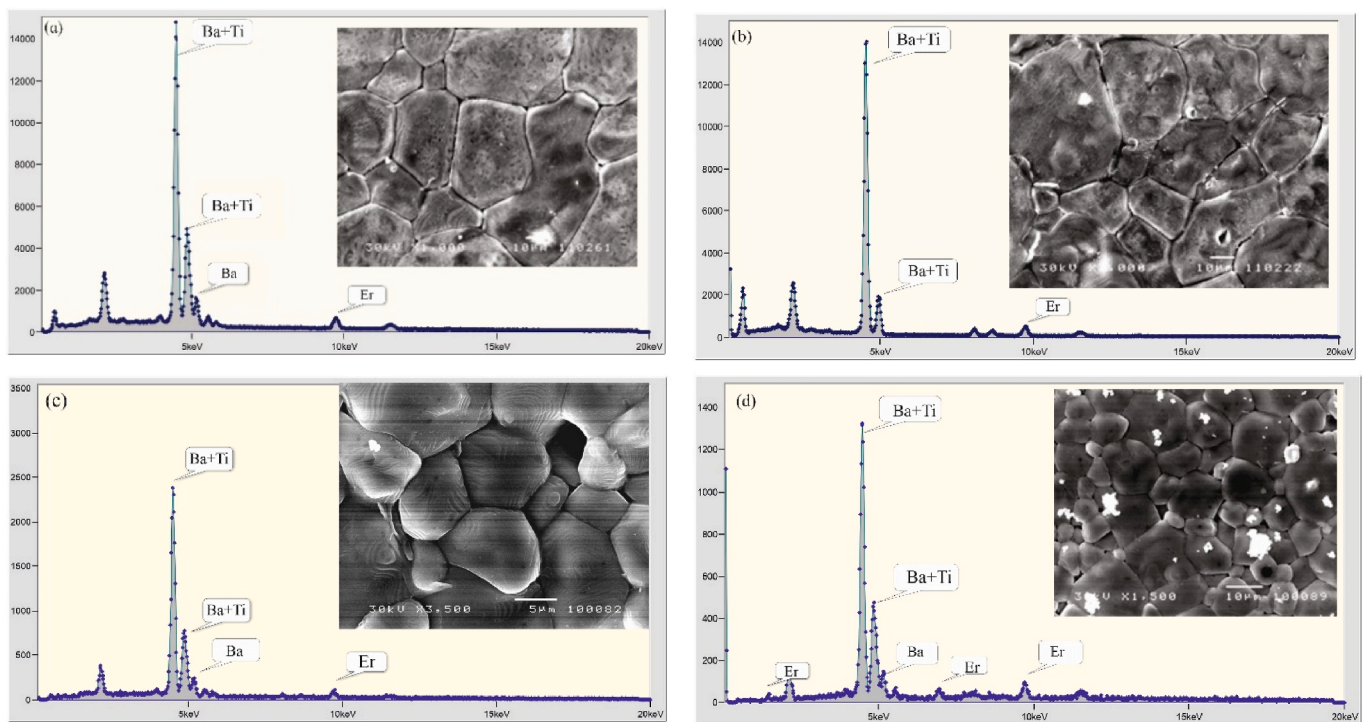 (a)
14000
12000
10000
8000
6000
4000
2000
0
Ba+Ti
Er
Ba+Ti
Ba
Er
30kV X1,000 10µm 110261
5keV 10keV 15keV 20keV
(b)
14000
12000
10000
8000
6000
4000
2000
0
Ba+Ti
Ba+Ti
Er
30kV 10µm 110222
5keV 10keV 15keV 20keV
(c)
3500
3000
2500
2000
1500
1000
500
0
Ba+Ti
Ba+Ti
Ba
Er
30kV X3,500 5µm 100082
5keV 10keV 15keV 20keV
(d)
1400
1200
1000
800
600
400
200
0
Ba+Ti
Ba+Ti
Er
Ba
Er
Er
30kV X1,500 10µm 100089
5keV 10keV 15keV 20keV